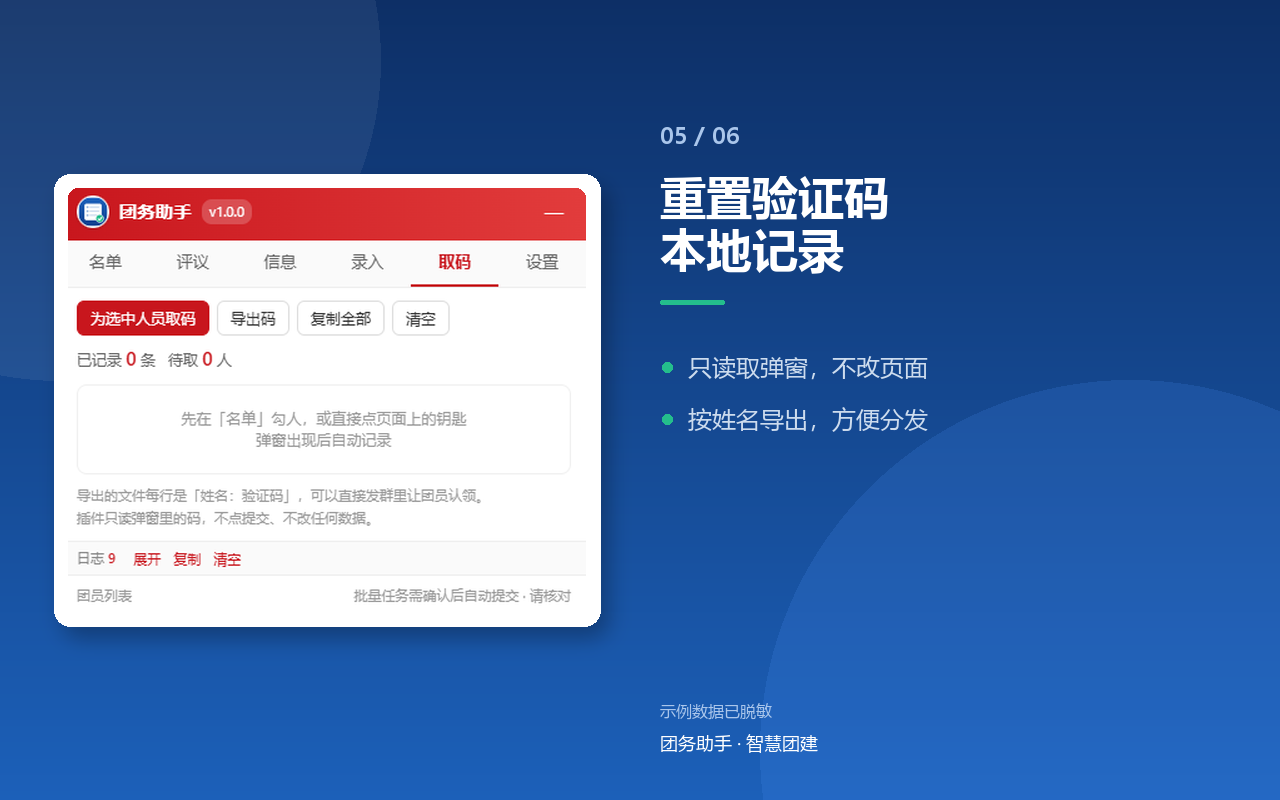 团务助手 v1.0.0
名单 评议 信息 录入 取码 设置
为选中人员取码 导出码 复制全部 清空
已记录 0 条 待取 0 人
先在「名单」勾人，或直接点页面上的钥匙
弹窗出现后自动记录
导出的文件每行是「姓名：验证码」，可以直接发群里让团员认领。
插件只读弹窗里的码，不点提交、不改任何数据。
日志 9 展开 复制 清空
团员列表 批量任务需确认后自动提交 · 请核对
05 / 06
重置验证码
本地记录
只读取弹窗，不改页面
按姓名导出，方便分发
示例数据已脱敏
团务助手 · 智慧团建